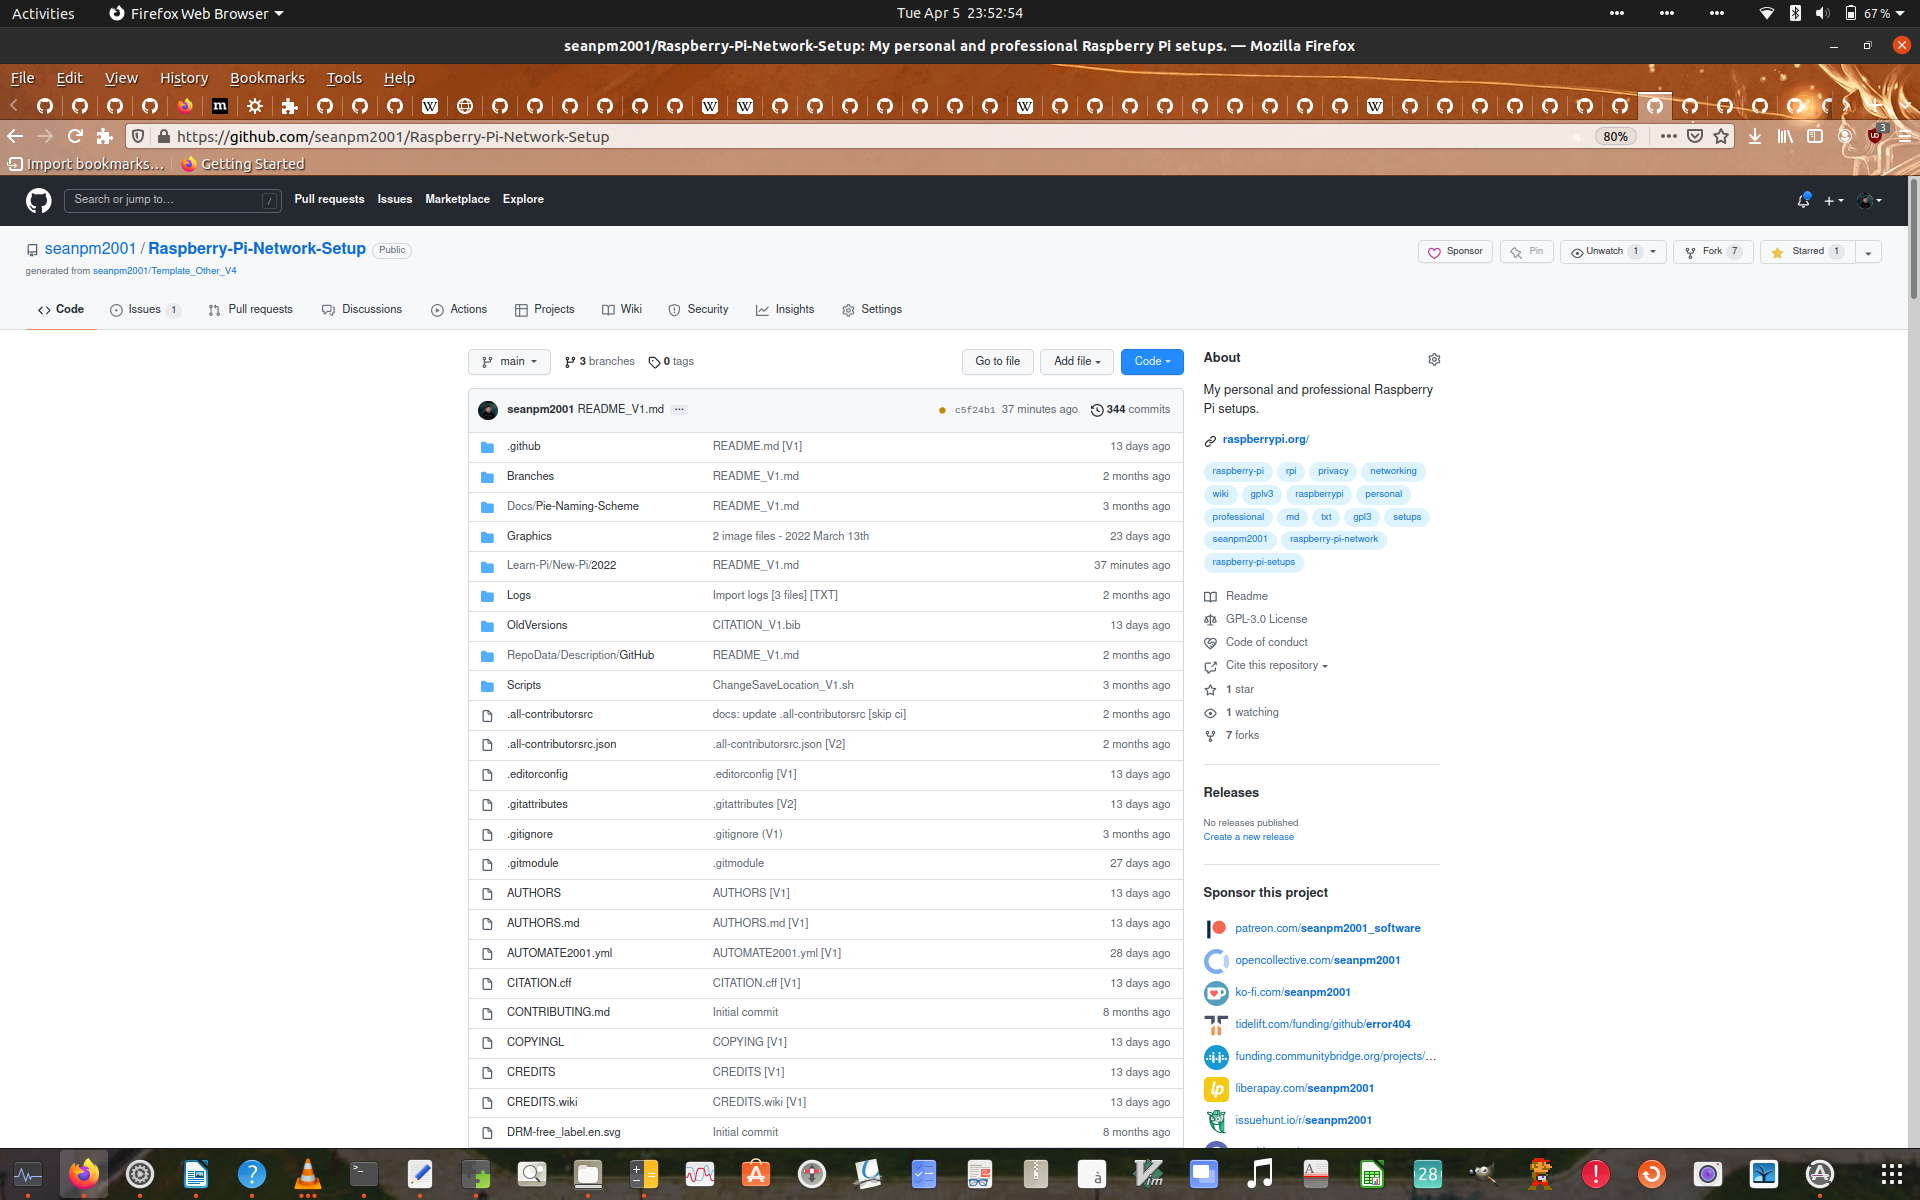 Activities
Firefox Web Browser
Tue Apr 5 23:52:54
67 %
seanpm2001/Raspberry-Pi-Network-Setup: My personal and professional Raspberry Pi setups. — Mozilla Firefox
File Edit View History Bookmarks Tools Help
https://github.com/seanpm2001/Raspberry-Pi-Network-Setup
80%
3
Import bookmarks…
Getting Started
Search or jump to…
/
Pull requests Issues Marketplace Explore
seanpm2001 / Raspberry-Pi-Network-Setup Public
generated from seanpm2001/Template_Other_V4
Sponsor
Pin
Unwatch 1
Fork 7
Starred 1
Code
Issues 1
Pull requests
Discussions
Actions
Projects
Wiki
Security
Insights
Settings
main
3 branches
0 tags
Go to file
Add file
Code
seanpm2001 README_V1.md ...
c5f24b1 37 minutes ago
344 commits
.github README.md [V1] 13 days ago
Branches README_V1.md 2 months ago
Docs/Pie-Naming-Scheme README_V1.md 3 months ago
Graphics 2 image files - 2022 March 13th 23 days ago
Learn-Pi/New-Pi/2022 README_V1.md 37 minutes ago
Logs Import logs [3 files] [TXT] 2 months ago
OldVersions CITATION_V1.bib 13 days ago
RepoData/Description/GitHub README_V1.md 2 months ago
Scripts ChangeSaveLocation_V1.sh 3 months ago
.all-contributorsrc docs: update .all-contributorsrc [skip ci] 2 months ago
.all-contributorsrc.json .all-contributorsrc.json [V2] 2 months ago
.editorconfig .editorconfig [V1] 13 days ago
.gitattributes ,gitattributes [V2] 13 days ago
.gitignore .gitignore (V1) 3 months ago
.gitmodule .gitmodule 27 days ago
AUTHORS AUTHORS [V1] 13 days ago
AUTHORS.md AUTHORS.md [V1] 13 days ago
AUTOMATE2001.yml AUTOMATE2001.yml [V1] 28 days ago
CITATION.cff CITATION.cff [V1] 13 days ago
CONTRIBUTING.md Initial commit 8 months ago
COPYINGL COPYING [V1] 13 days ago
CREDITS CREDITS [V1] 13 days ago
CREDITS.wiki CREDITS.wiki [V1] 13 days ago
DRM-free_label.en.svg Initial commit 8 months ago
About
My personal and professional Raspberry
Pi setups.
raspberrypi.org/
raspberry-pi rpi privacy networking
wiki gplv3 raspberrypi personal
professional md txt gpl3 setups
seanpm2001 raspberry-pi-network
raspberry-pi-setups
Readme
GPL-3.0 License
Code of conduct
Cite this repository
1 star
1 watching
7 forks
Releases
No releases published
Create a new release
Sponsor this project
patreon.com/seanpm2001_software
opencollective.com/seanpm2001
ko-fi.com/seanpm2001
tidelift.com/funding/github/error404
funding.communitybridge.org/projects/…
lp
liberapay.com/seanpm2001
issuehunt.io/r/seanpm2001
28